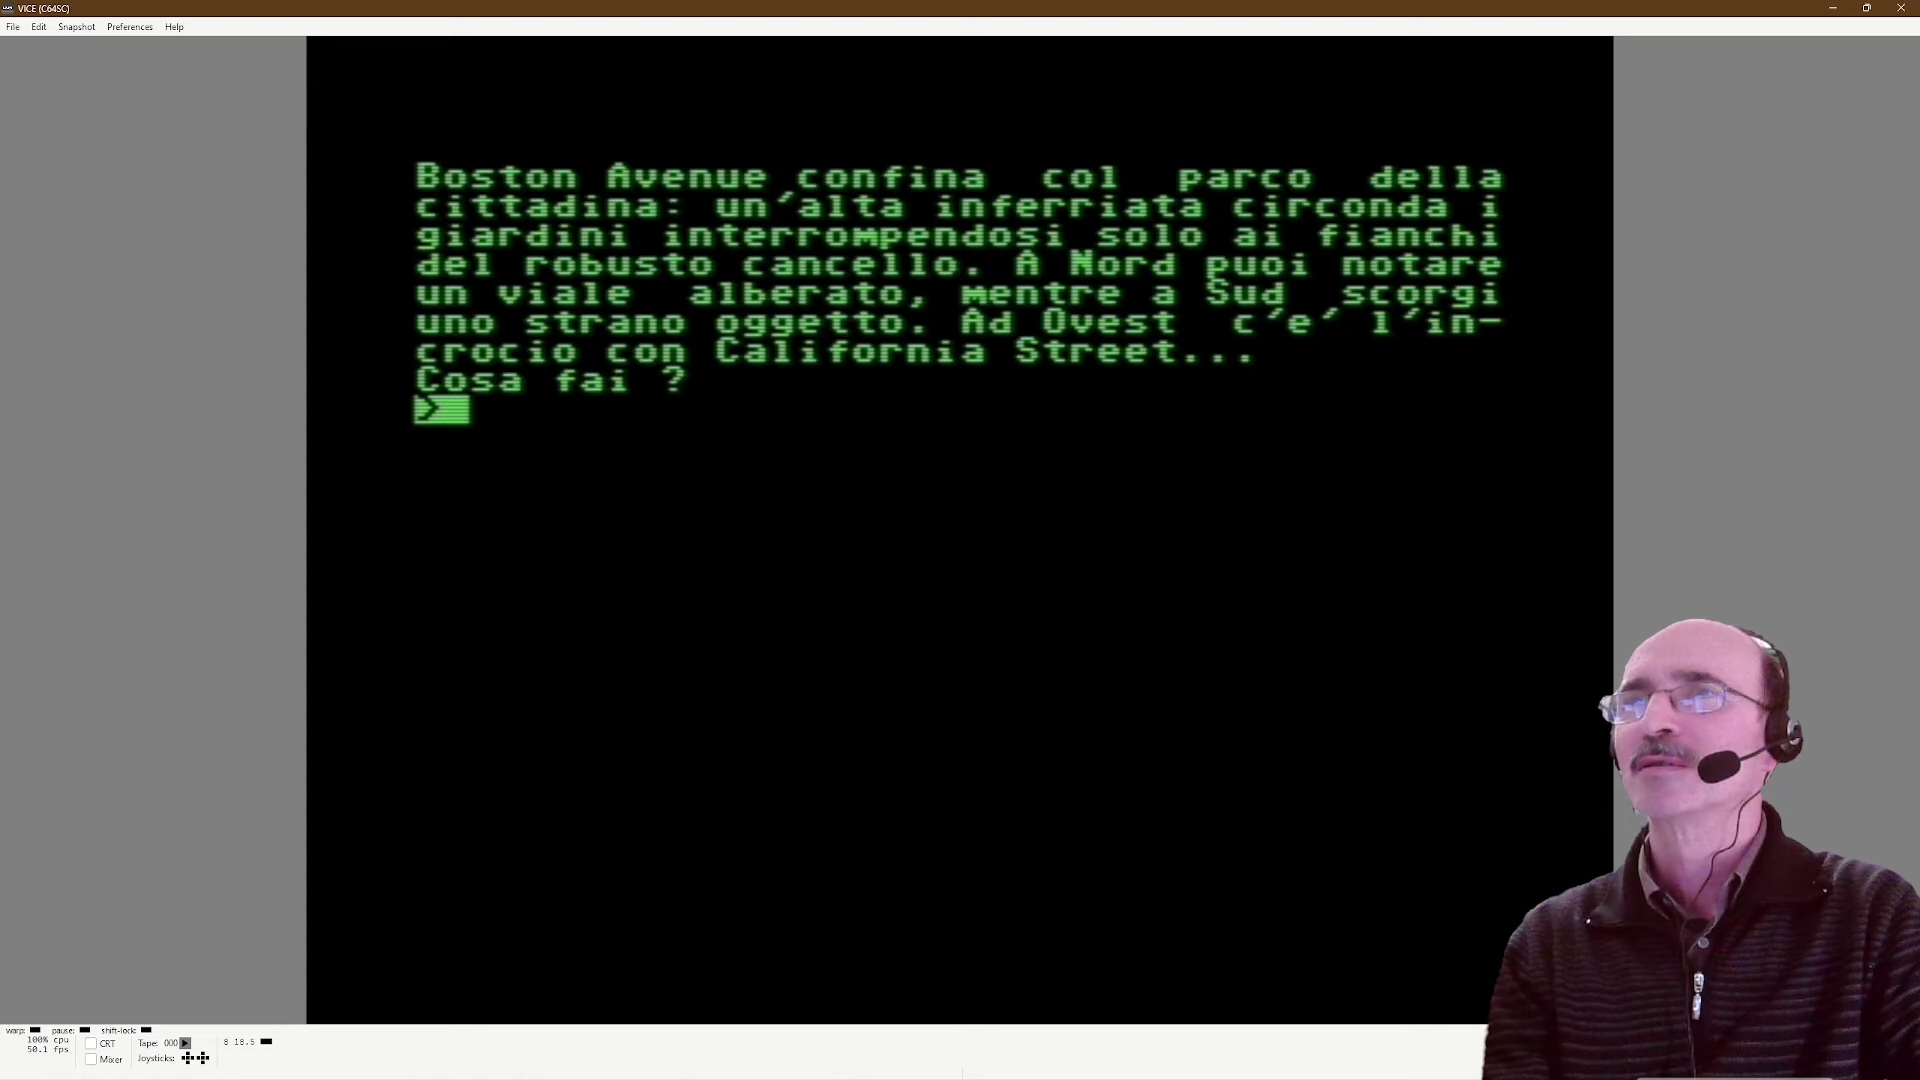 VICE (C64SC)
File Edit Snapshot Preferences Help
Boston Avenue confina col parco della
cittadina: un'alta inferriata circonda i
giardini interrompendosi solo ai fianchi
del robusto cancello. A Nord puoi notare
un viale alberato, mentre a Sud scorgi
uno strano oggetto. Ad Ovest c'e' l'in-
crocio con California Street...
Cosa fai ?
>
warp: pause: shift-lock:
100% cpu
50.1 fps
CRT
Mixer
Tape: 000
Joysticks:
8 18.5